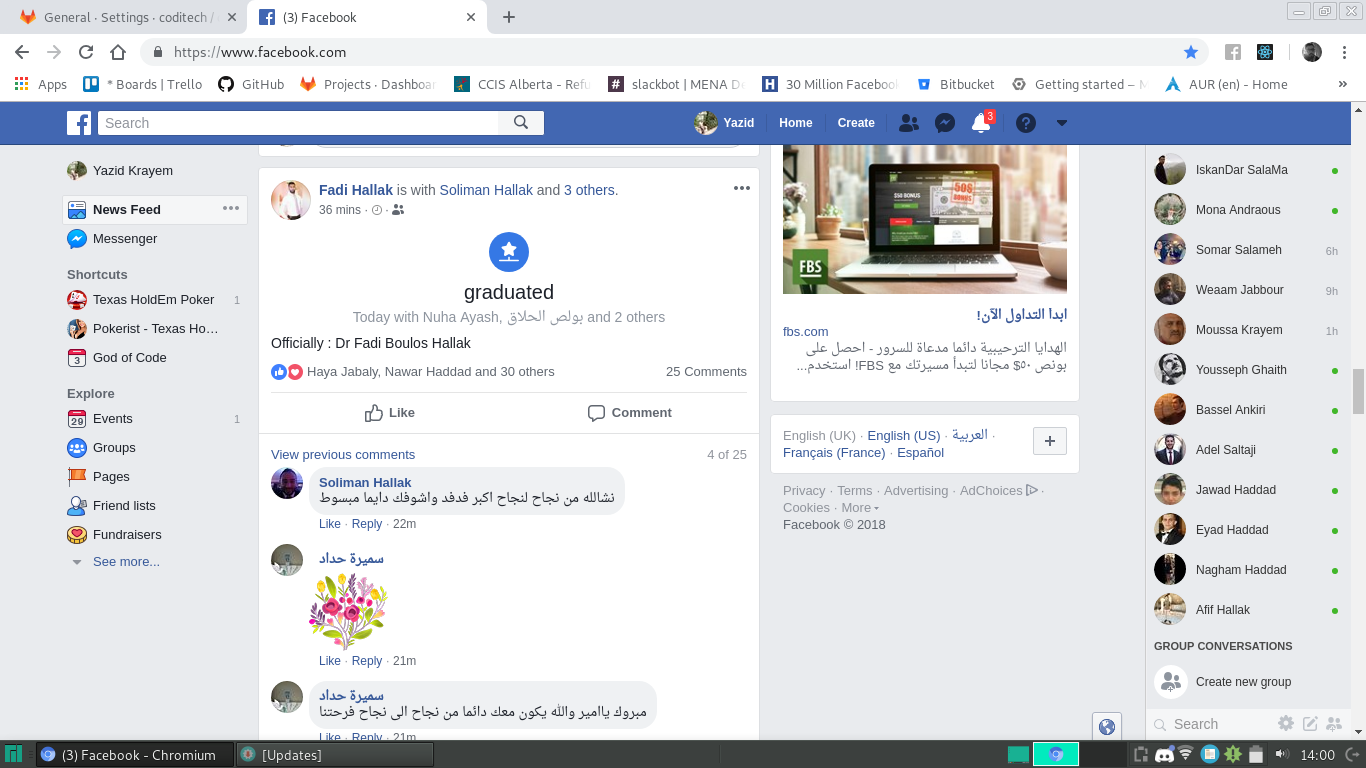 General · Settings · coditech /
(3) Facebook
https://www.facebook.com
Apps
* Boards | Trello
GitHub
Projects · Dashboar
CCIS Alberta - Refu
slackbot | MENA D
30 Million Facebook
Bitbucket
Getting started –
AUR (en) - Home
»
Search
Yazid
Home
Create
3
Yazid Krayem
News Feed
Messenger
Shortcuts
Texas HoldEm Poker 1
Pokerist - Texas Ho…
God of Code
Explore
Events 1
Groups
Pages
Friend lists
Fundraisers
See more...
Fadi Hallak is with Soliman Hallak and 3 others.
36 mins ·
graduated
Today with Nuha Ayash, بولص الحلاق and 2 others
Officially : Dr Fadi Boulos Hallak
Haya Jabaly, Nawar Haddad and 30 others
25 Comments
Like
Comment
View previous comments
4 of 25
Soliman Hallak
نشالله من نجاح لنجاح اكبر فدفد واشوفك دايما مبسوط
Like · Reply · 22m
سميرة حداد
Like · Reply · 21m
سميرة حداد
مبروك ياامير والله يكون معك دائما من نجاح الى نجاح فرحتنا
Like · Reply · 21m
$50 BONUS
FBS
ابدا التداول الآن!
fbs.com
الهدايا الترحيبية دائما مدعاة للسرور - احصل على
بونص ٥٠$ مجانا لتبدأ مسيرتك مع FBS! استخدم...
English (UK) · English (US) · العربية ·
Français (France) · Español
Privacy · Terms · Advertising · AdChoices ·
Cookies · More
Facebook © 2018
IskanDar SalaMa
Mona Andraous
Somar Salameh 6h
Weaam Jabbour 9h
Moussa Krayem 1h
Yousseph Ghaith
Bassel Ankiri
Adel Saltaji
Jawad Haddad
Eyad Haddad
Nagham Haddad
Afif Hallak
GROUP CONVERSATIONS
Create new group
Search
(3) Facebook - Chromium
[Updates]
14:00